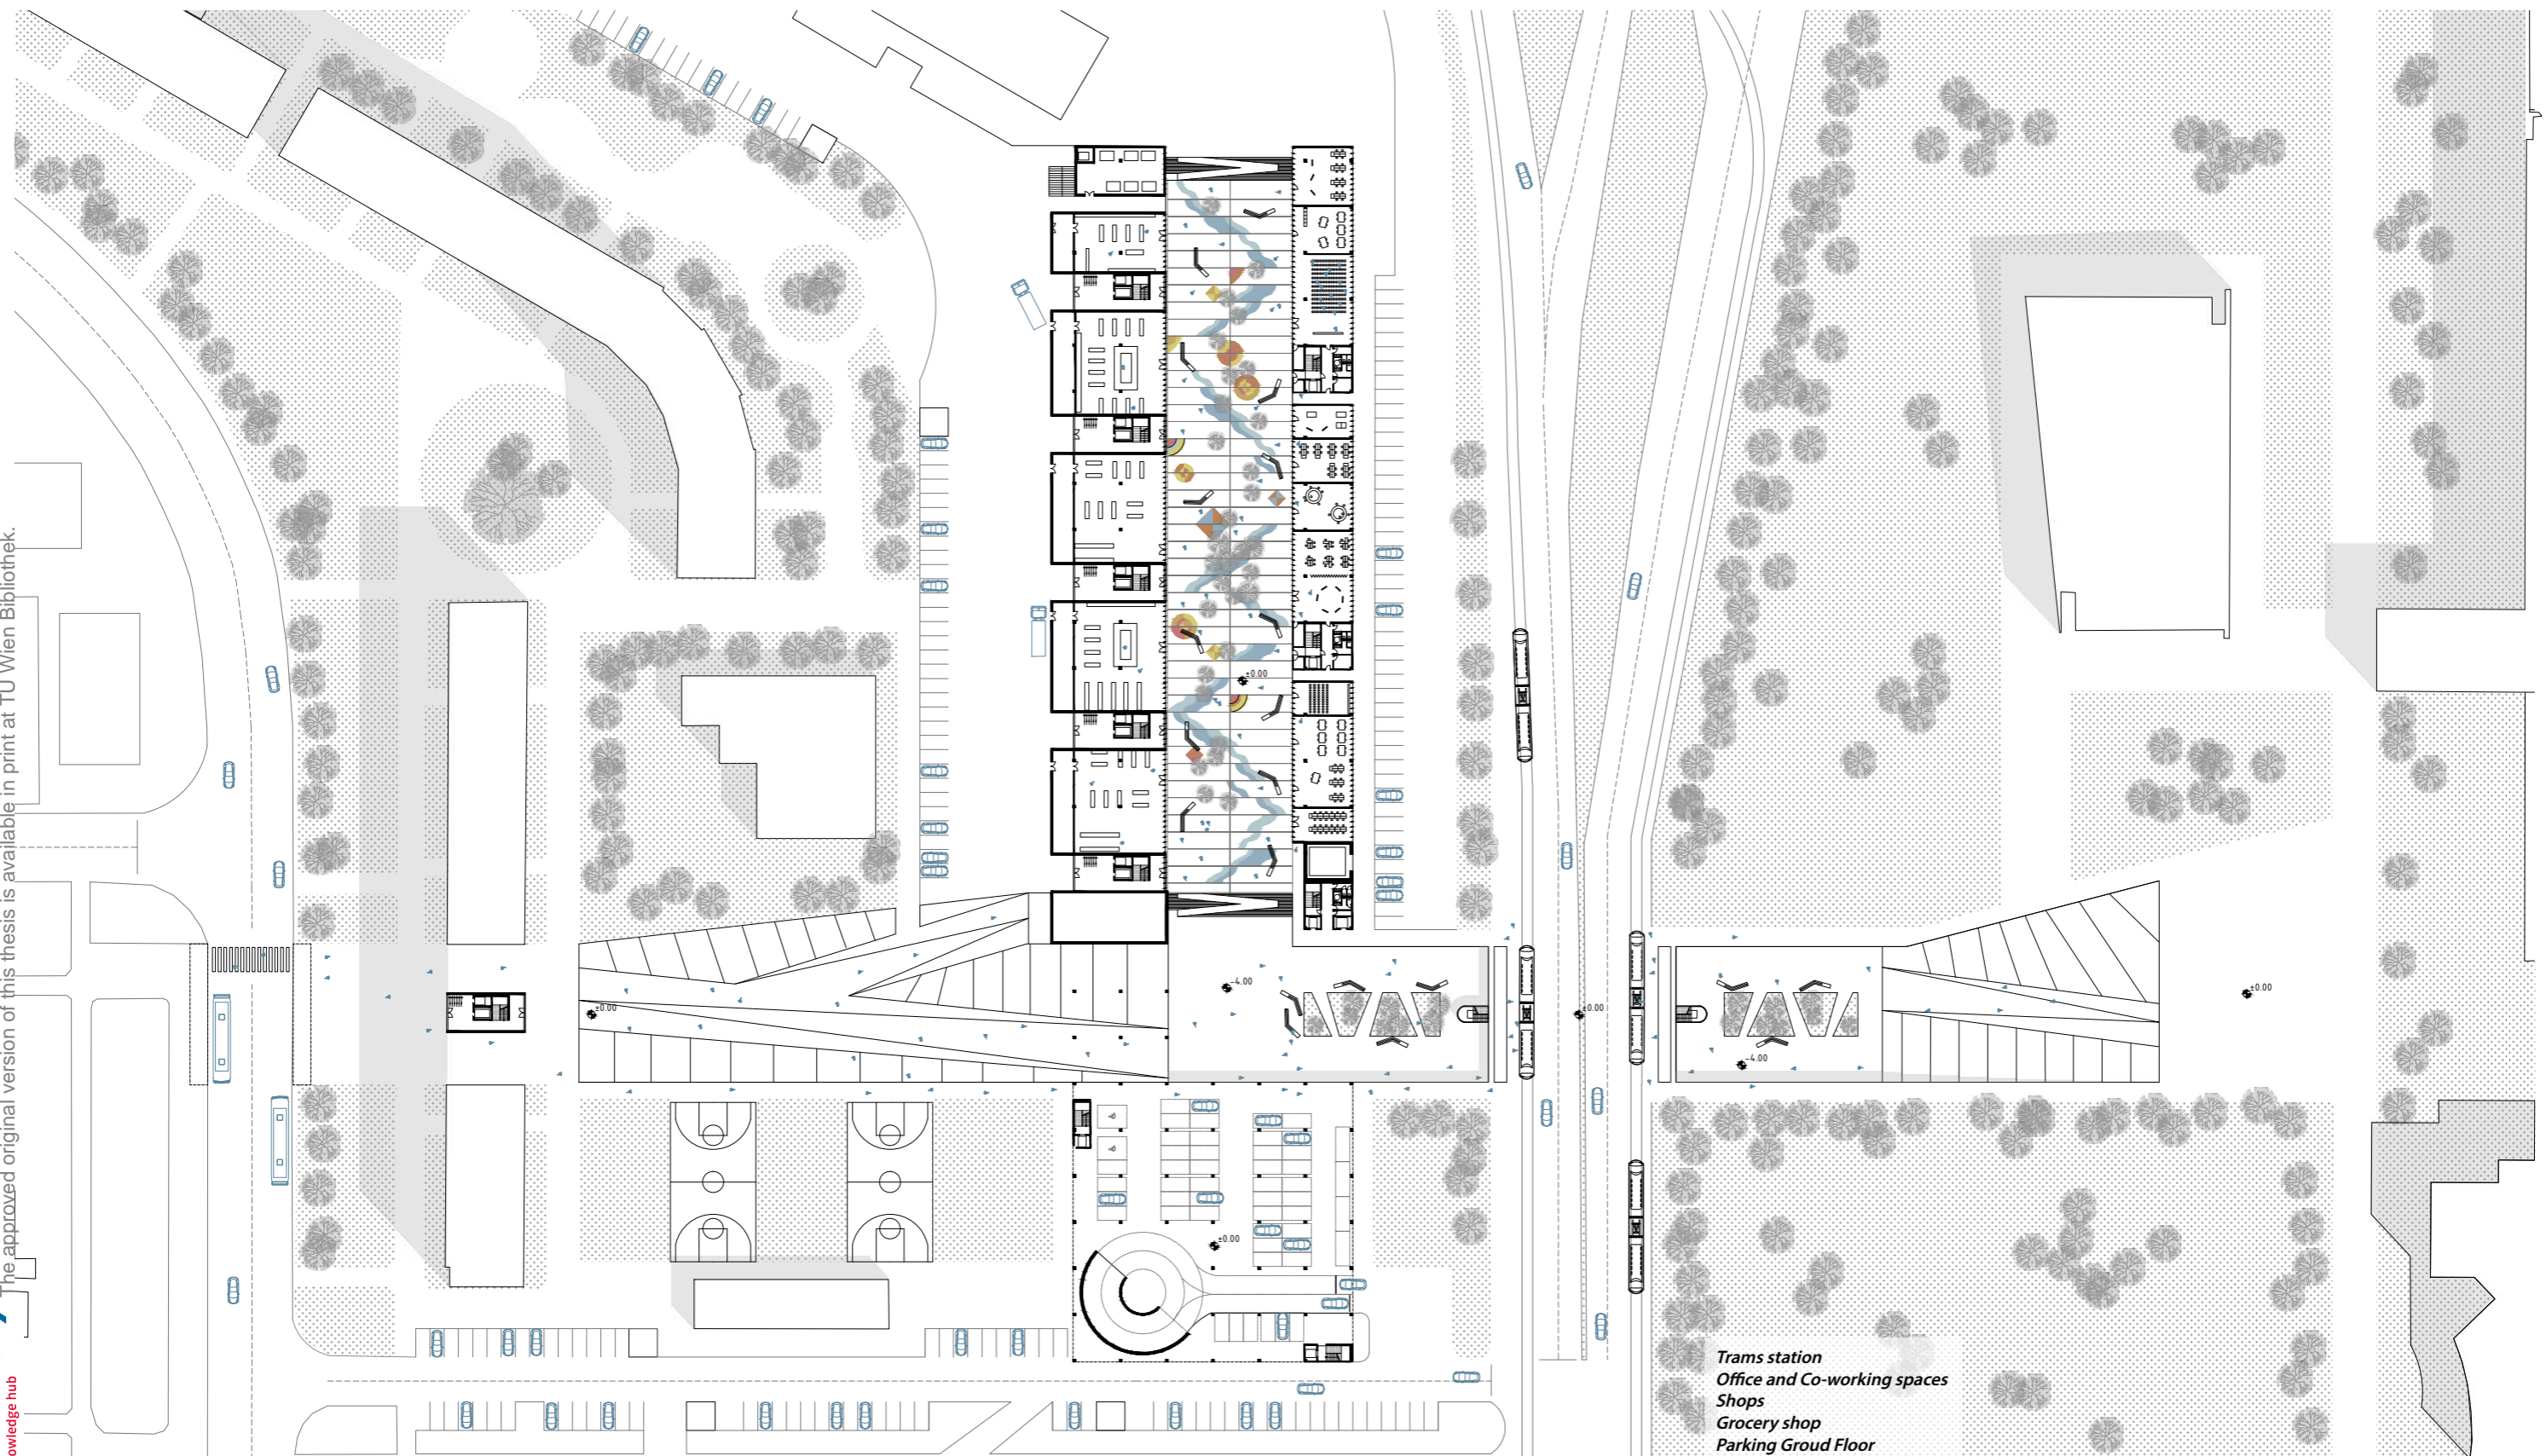 The approved original version of this thesis is available in print at TU Wien Bibliothek.
owledge hub
±0.00
-4.00
±0.00
±0.00
±0.00
-4.00
±0.00
Trams station
Office and Co-working spaces
Shops
Grocery shop
Parking Groud Floor